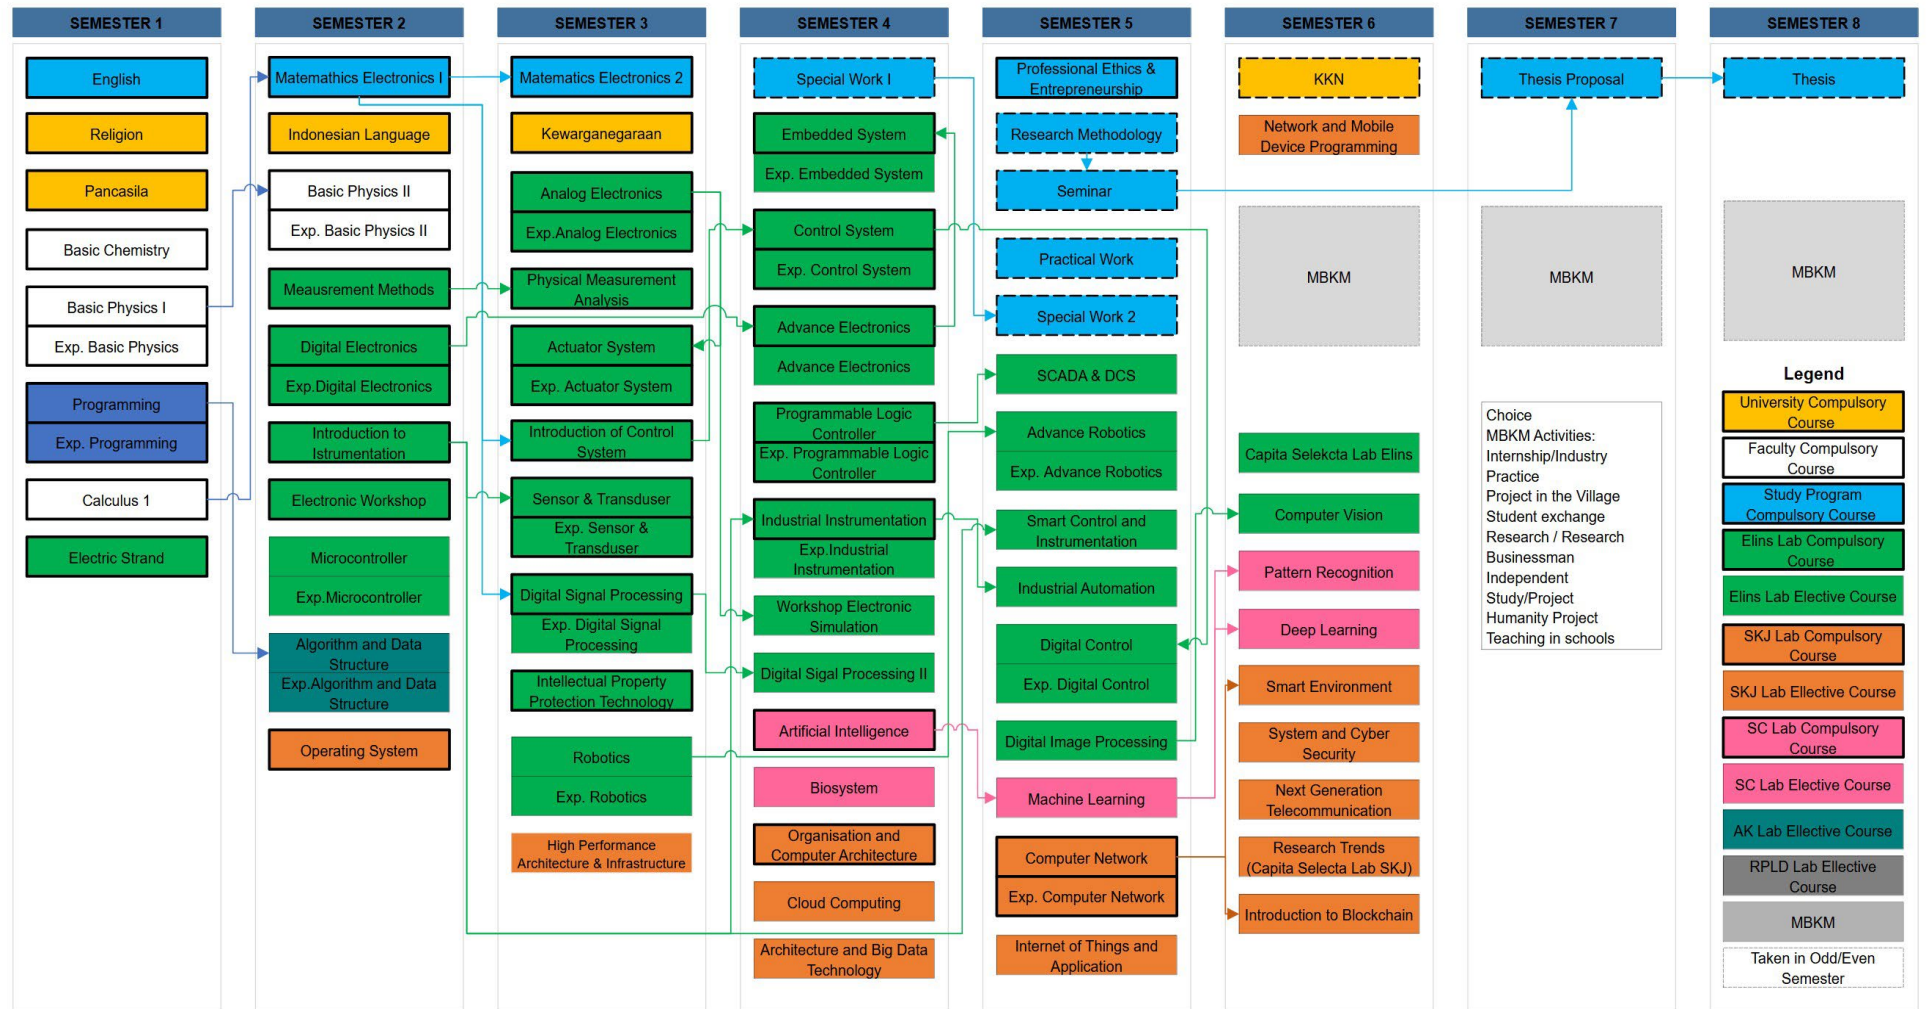 SEMESTER 1
English
Religion
Pancasila
Basic Chemistry
Basic Physics I
Exp. Basic Physics
Programming
Exp. Programming
Calculus 1
Electric Strand
SEMESTER 2
Matemathics Electronics I
Indonesian Language
Basic Physics II
Exp. Basic Physics II
Meausrement Methods
Digital Electronics
Exp.Digital Electronics
Introduction to
Istrumentation
Electronic Workshop
Microcontroller
Exp.Microcontroller
Algorithm and Data
Structure
Exp.Algorithm and Data
Structure
Operating System
SEMESTER 3
Matematics Electronics 2
Kewarganegaraan
Analog Electronics
Exp.Analog Electronics
Physical Measurement
Analysis
Actuator System
Exp. Actuator System
Introduction of Control
System
Sensor & Transduser
Exp. Sensor &
Transduser
Digital Signal Processing
Exp. Digital Signal
Processing
Intellectual Property
Protection Technology
Robotics
Exp. Robotics
High Performance
Architecture & Infrastructure
SEMESTER 4
Special Work I
Embedded System
Exp. Embedded System
Control System
Exp. Control System
Advance Electronics
Advance Electronics
Programmable Logic
Controller
Exp. Programmable Logic
Controller
Industrial Instrumentation
Exp.Industrial
Instrumentation
Workshop Electronic
Simulation
Digital Sigal Processing II
Artificial Intelligence
Biosystem
Organisation and
Computer Architecture
Cloud Computing
Architecture and Big Data
Technology
SEMESTER 5
Professional Ethics &
Entrepreneurship
Research Methodology
Seminar
Practical Work
Special Work 2
SCADA & DCS
Advance Robotics
Exp. Advance Robotics
Smart Control and
Instrumentation
Industrial Automation
Digital Control
Exp. Digital Control
Digital Image Processing
Machine Learning
Computer Network
Exp. Computer Network
Internet of Things and
Application
SEMESTER 6
KKN
Network and Mobile
Device Programming
MBKM
Capita Selekcta Lab Elins
Computer Vision
Pattern Recognition
Deep Learning
Smart Environment
System and Cyber
Security
Next Generation
Telecommunication
Research Trends
(Capita Selecta Lab SKJ)
Introduction to Blockchain
SEMESTER 7
Thesis Proposal
MBKM
Choice
MBKM Activities:
Internship/Industry
Practice
Project in the Village
Student exchange
Research / Research
Businessman
Independent
Study/Project
Humanity Project
Teaching in schools
SEMESTER 8
Thesis
MBKM
Legend
University Compulsory
Course
Faculty Compulsory
Course
Study Program
Compulsory Course
Elins Lab Compulsory
Course
Elins Lab Elective Course
SKJ Lab Compulsory
Course
SKJ Lab Ellective Course
SC Lab Compulsory
Course
SC Lab Elective Course
AK Lab Ellective Course
RPLD Lab Ellective
Course
MBKM
Taken in Odd/Even
Semester